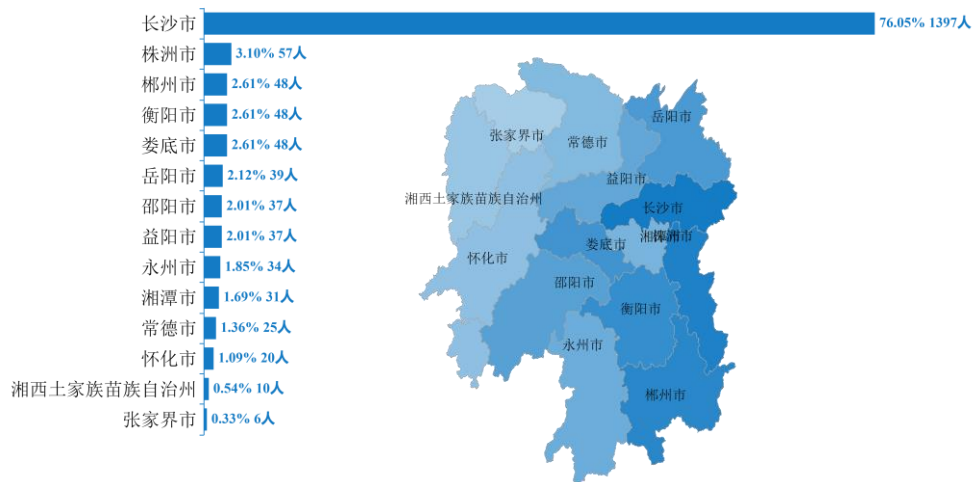 长沙市 76.05% 1397人
株洲市 3.10% 57人
郴州市 2.61% 48人
衡阳市 2.61% 48人
娄底市 2.61% 48人
岳阳市 2.12% 39人
邵阳市 2.01% 37人
益阳市 2.01% 37人
永州市 1.85% 34人
湘潭市 1.69% 31人
常德市 1.36% 25人
怀化市 1.09% 20人
湘西土家族苗族自治州 0.54% 10人
张家界市 0.33% 6人
岳阳市
张家界市
常德市
益阳市
湘西土家族苗族自治州
长沙市
娄底市
怀化市
邵阳市
衡阳市
永州市
郴州市